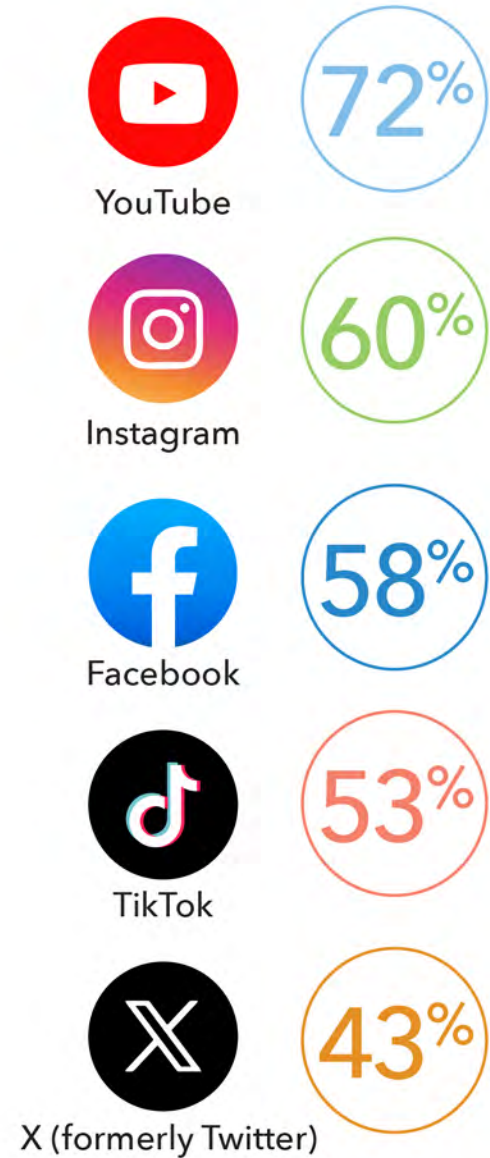 72%
YouTube
60%
Instagram
58%
Facebook
53%
TikTok
43%
X (formerly Twitter)